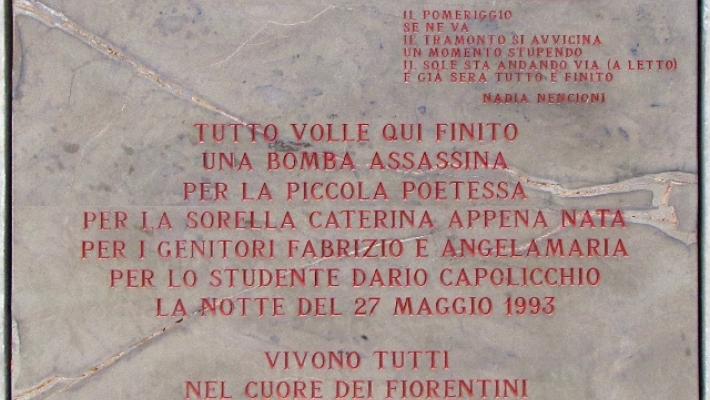 IL POMERIGGIO
SE NE VA
IL TRAMONTO SI AVVICINA
UN MOMENTO STUPENDO
IL SOLE STA ANDANDO VIA (A LETTO)
È GIÀ SERA TUTTO È FINITO
NADIA NENCIONI
TUTTO VOLLE QUI FINITO
UNA BOMBA ASSASSINA
PER LA PICCOLA POETESSA
PER LA SORELLA CATERINA APPENA NATA
PER I GENITORI FABRIZIO E ANGELAMARIA
PER LO STUDENTE DARIO CAPOLICCHIO
LA NOTTE DEL 27 MAGGIO 1993
VIVONO TUTTI
NEL CUORE DEI FIORENTINI